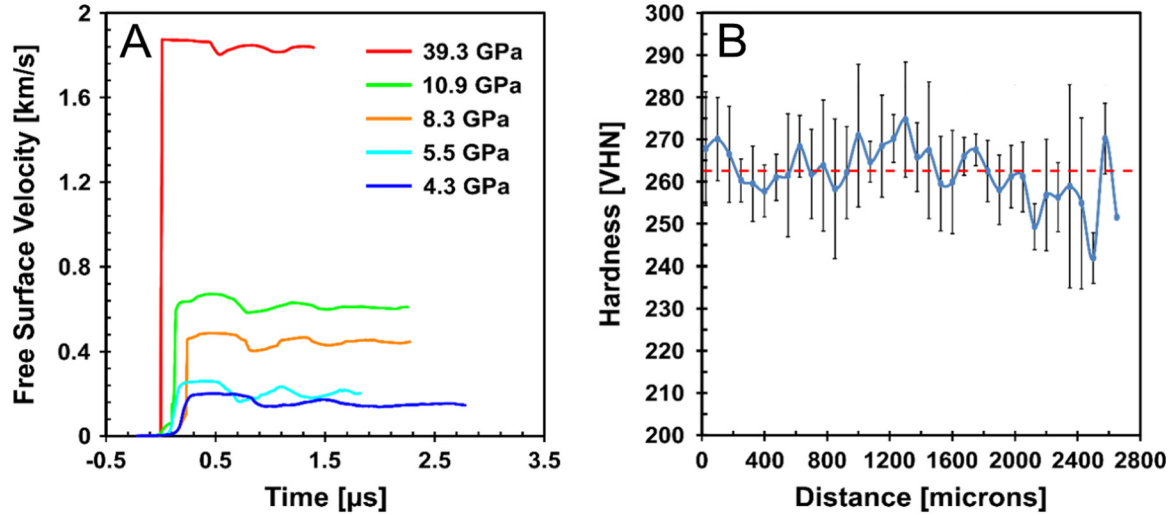 A
Free Surface Velocity [km/s]
2
1.6
1.2
0.8
0.4
0
39.3 GPa
10.9 GPa
8.3 GPa
5.5 GPa
4.3 GPa
-0.5 0.5 1.5 2.5 3.5
Time [µs]
B
Hardness [VHN]
300
290
280
270
260
250
240
230
220
210
200
0 400 800 1200 1600 2000 2400 2800
Distance [microns]